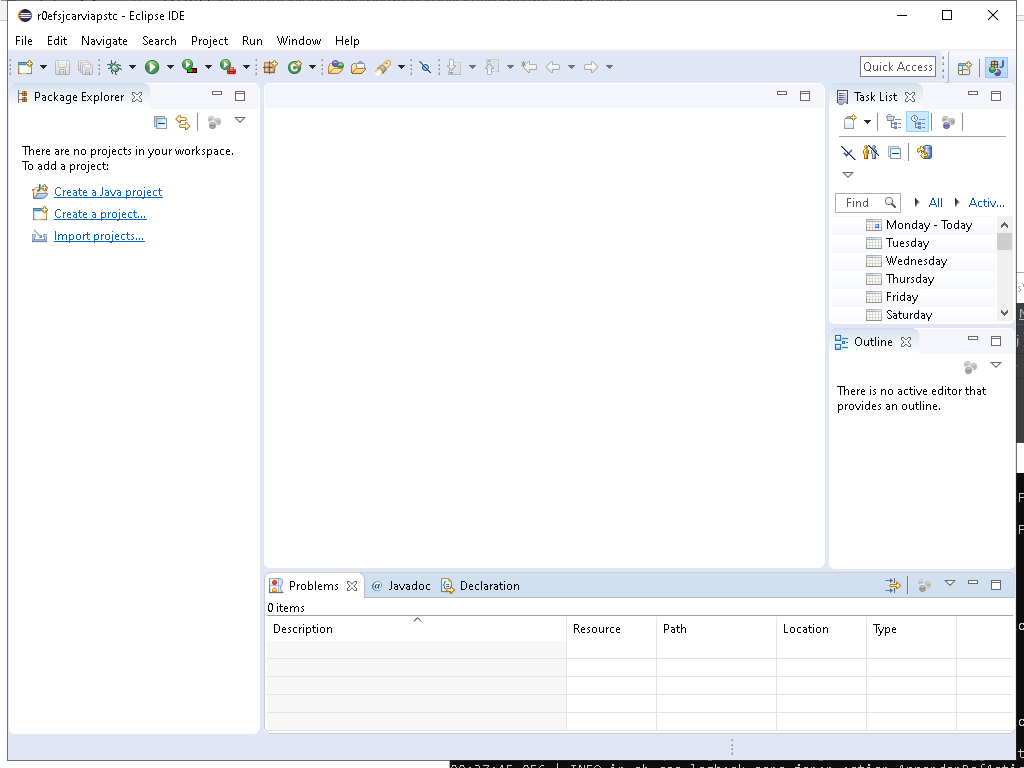 r0efsjcarviapstc - Eclipse IDE
File Edit Navigate Search Project Run Window Help
Quick Access
Package Explorer
There are no projects in your workspace.
To add a project:
Create a Java project
Create a project...
Import projects...
Task List
Find All Activ...
Monday - Today
Tuesday
Wednesday
Thursday
Friday
Saturday
Outline
There is no active editor that
provides an outline.
Problems @ Javadoc Declaration
0 items
Description Resource Path Location Type